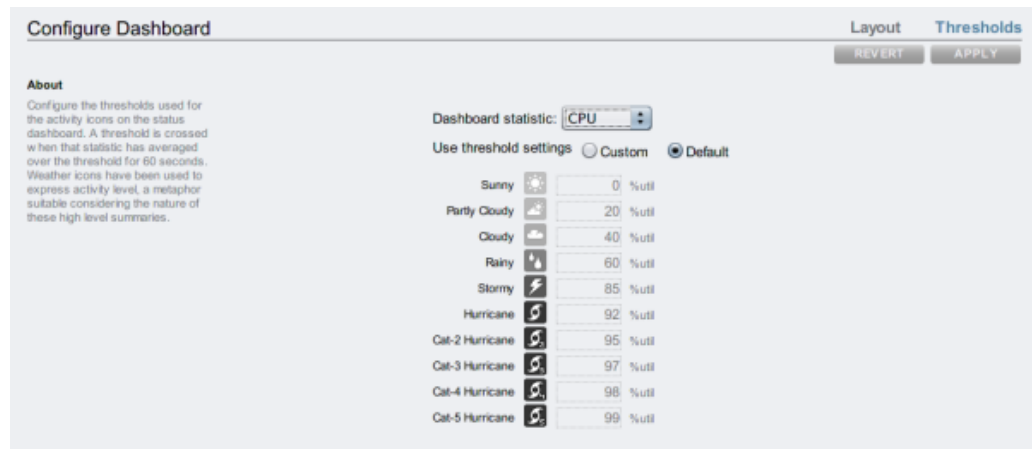 Configure Dashboard
Layout Thresholds
REVERT APPLY
About
Configure the thresholds used for
the activity icons on the status
dashboard. A threshold is crossed
when that statistic has averaged
over the threshold for 60 seconds.
Weather icons have been used to
express activity level, a metaphor
suitable considering the nature of
these high level summaries.
Dashboard statistic: CPU
Use threshold settings Custom Default
Sunny 0 %util
Partly Cloudy 20 %util
Cloudy 40 %util
Rainy 60 %util
Stormy 85 %util
Hurricane 92 %util
Cat-2 Hurricane 2 95 %util
Cat-3 Hurricane 3 97 %util
Cat-4 Hurricane 4 98 %util
Cat-5 Hurricane 5 99 %util